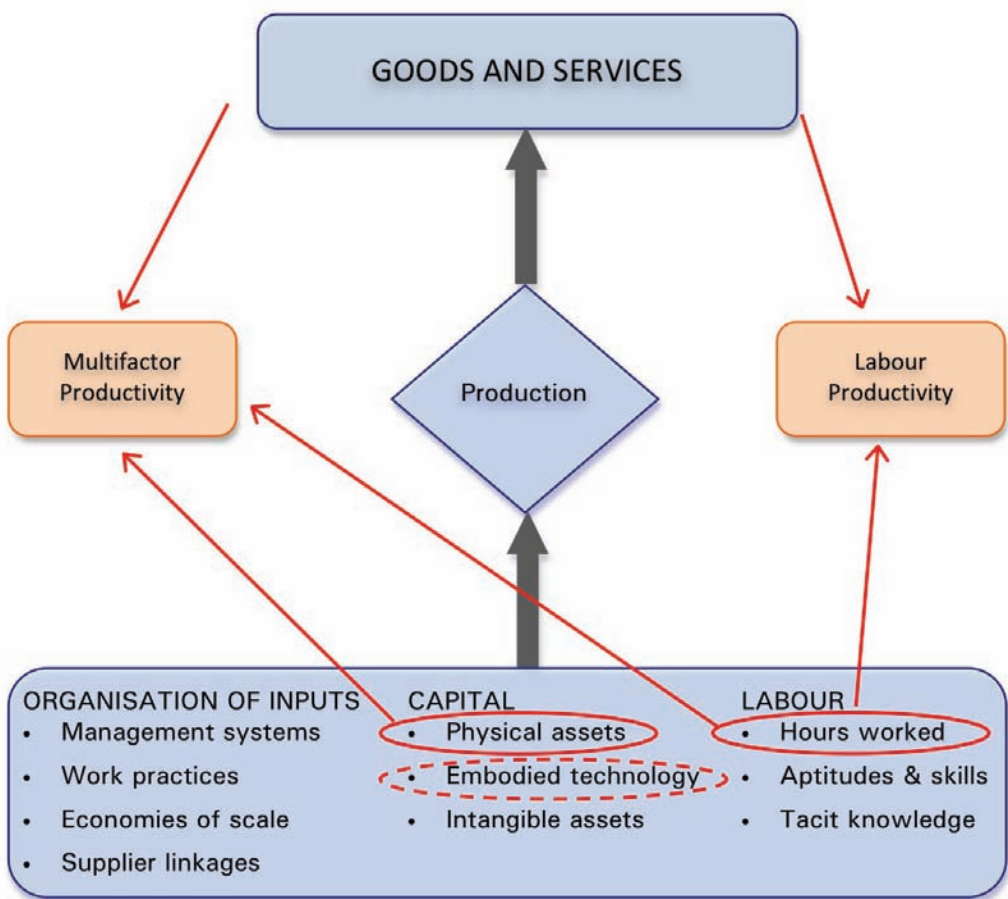 GOODS AND SERVICES
Multifactor
Productivity
Production
Labour
Productivity
ORGANISATION OF INPUTS
• Management systems
• Work practices
• Economies of scale
• Supplier linkages
CAPITAL
• Physical assets
• Embodied technology
• Intangible assets
LABOUR
• Hours worked
• Aptitudes & skills
• Tacit knowledge